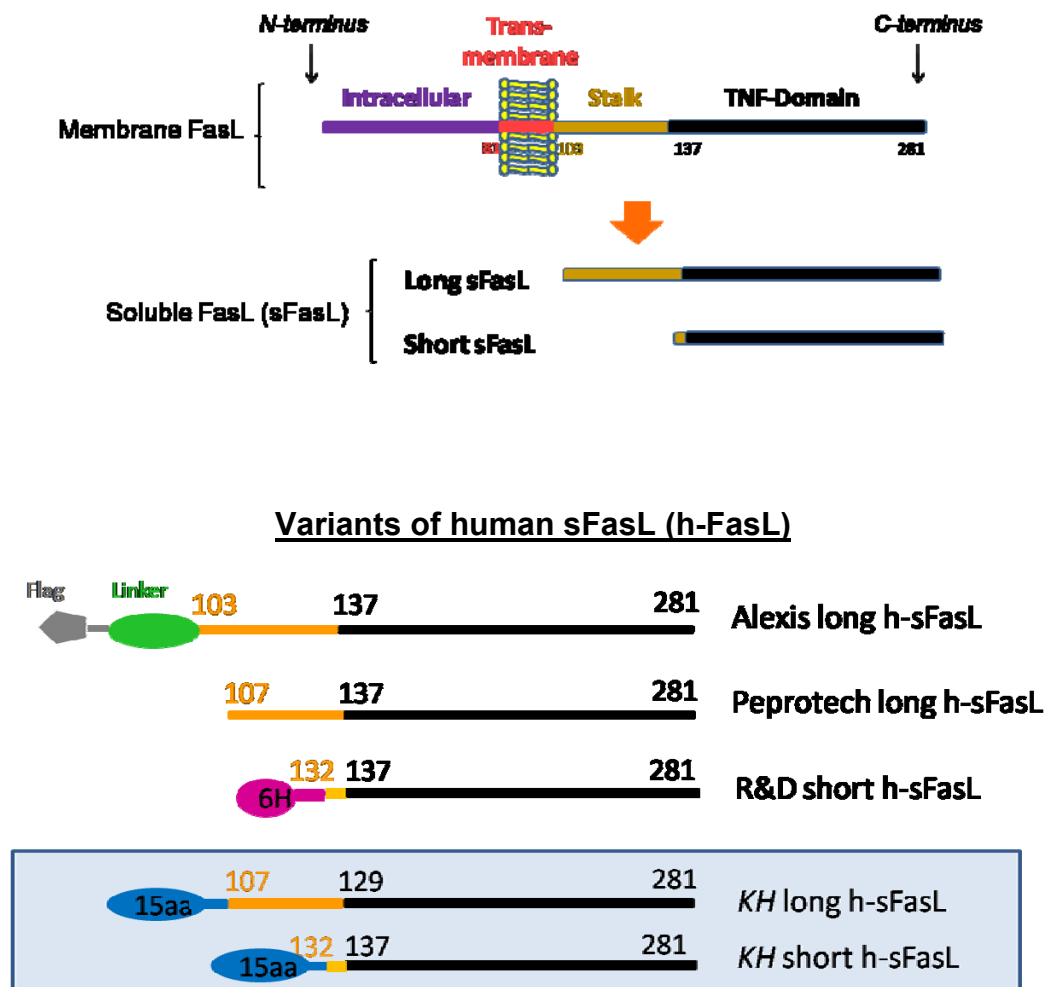 N-terminus
Trans-
membrane
C-terminus
Intracellular
Stalk
TNF-Domain
Membrane FasL
103
137
281
Long sFasL
Soluble FasL (sFasL)
Short sFasL
Variants of human sFasL (h-FasL)
Flag
Linker
103
137
281
Alexis long h-sFasL
107
137
281
Peprotech long h-sFasL
132
137
281
6H
R&D short h-sFasL
107
129
281
15aa
KH long h-sFasL
132
137
281
15aa
KH short h-sFasL